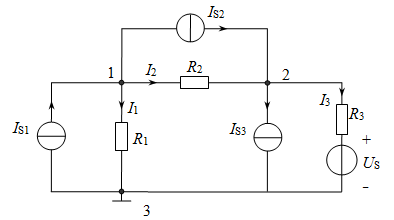 IS2
1
I2
R2
2
I1
I3
R3
IS1
R1
IS3
+
US
-
3